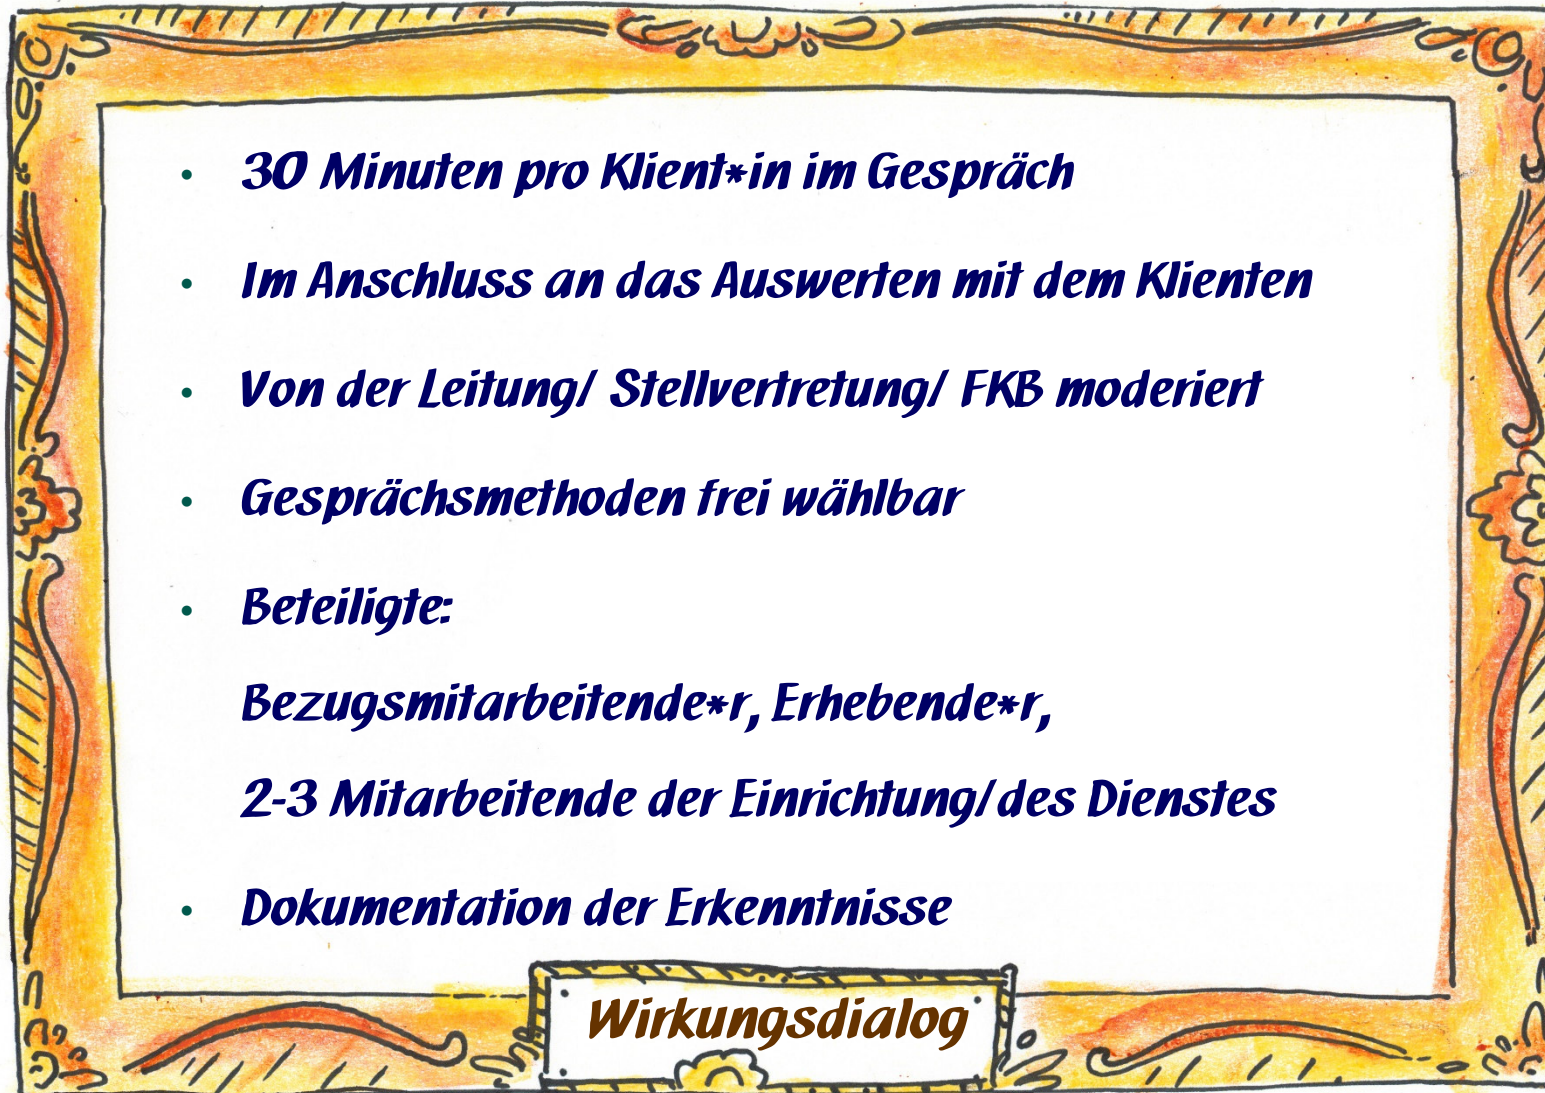 • 30 Minuten pro Klient*in im Gespräch
• Im Anschluss an das Auswerten mit dem Klienten
• Von der Leitung/ Stellvertretung/ FKB moderiert
• Gesprächsmethoden frei wählbar
• Beteiligte:
Bezugsmitarbeitende*r, Erhebende*r,
2-3 Mitarbeitende der Einrichtung/des Dienstes
• Dokumentation der Erkenntnisse
Wirkungsdialog